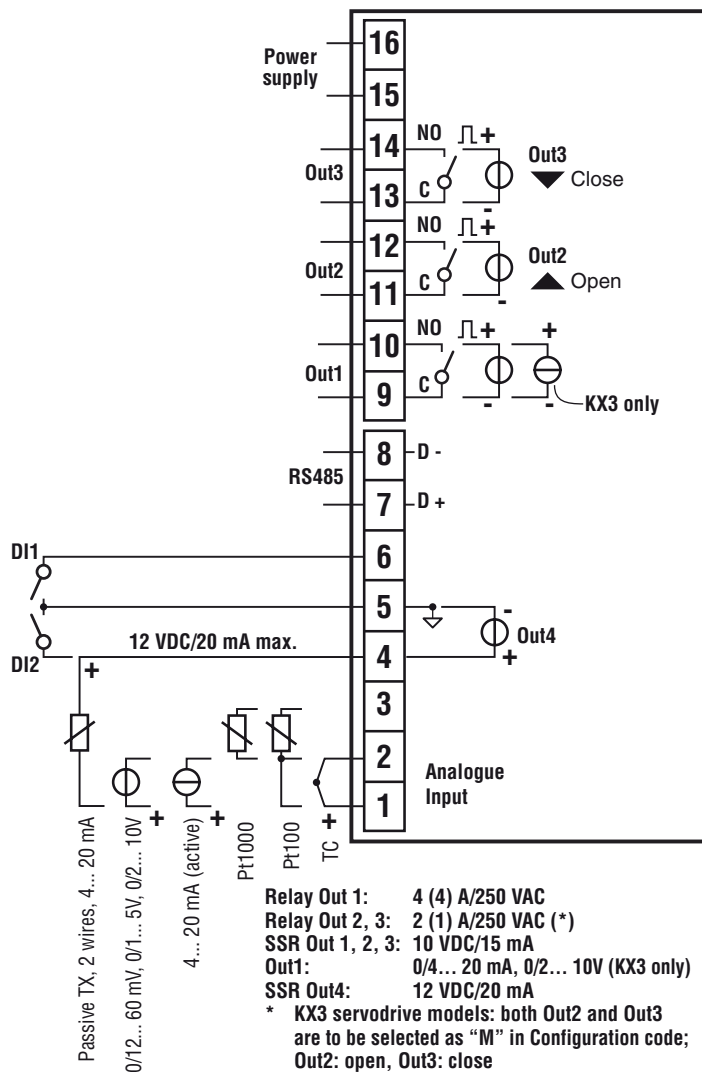 Power
supply
16
15
14
13
12
11
10
9
8
7
6
5
4
3
2
1
Out3
Out2
Out1
RS485
NO
C
+
-
Out3
Close
NO
C
+
-
Out2
Open
NO
C
+
-
+
-
KX3 only
D -
D +
DI1
DI2
12 VDC/20 mA max.
+
-
Out4
+
Analogue
Input
Passive TX, 2 wires, 4... 20 mA
0/12... 60 mV, 0/1... 5V, 0/2... 10V
+
4... 20 mA (active)
+
Pt1000
Pt100
TC
+
Relay Out 1: 4 (4) A/250 VAC
Relay Out 2, 3: 2 (1) A/250 VAC (*)
SSR Out 1, 2, 3: 10 VDC/15 mA
Out1: 0/4... 20 mA, 0/2... 10V (KX3 only)
SSR Out4: 12 VDC/20 mA
* KX3 servodrive models: both Out2 and Out3
are to be selected as “M” in Configuration code;
Out2: open, Out3: close